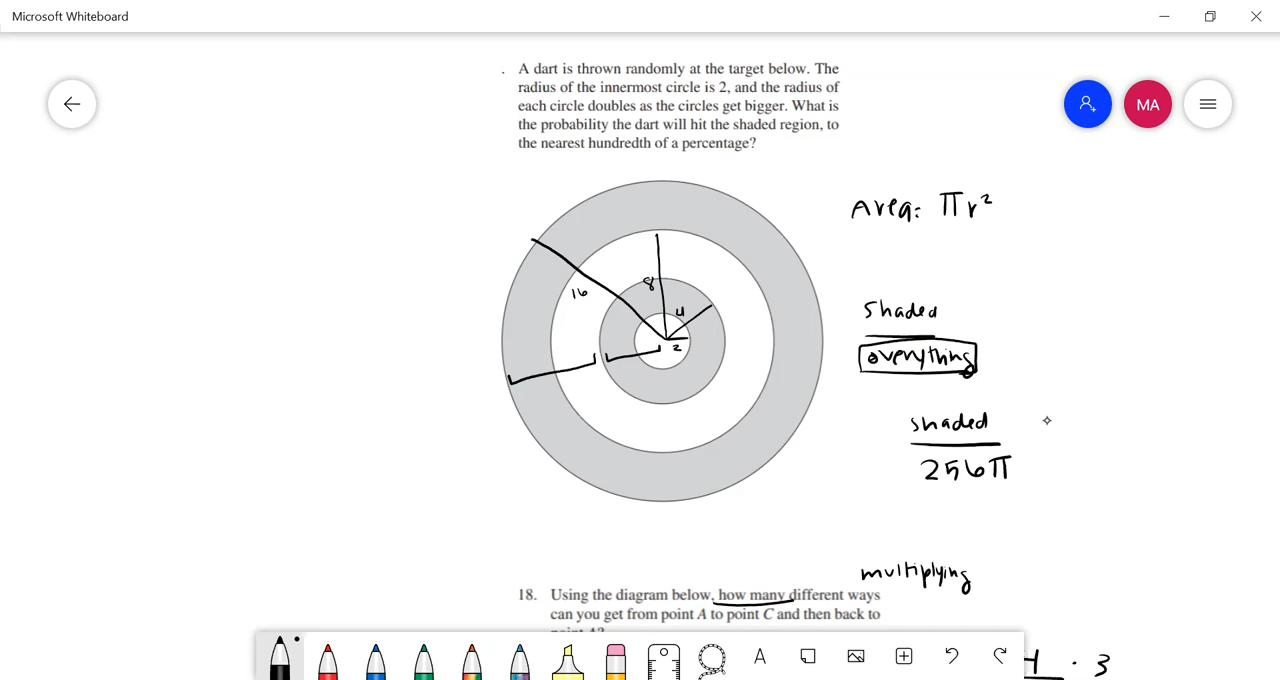 Microsoft Whiteboard
. A dart is thrown randomly at the target below. The
radius of the innermost circle is 2, and the radius of
each circle doubles as the circles get bigger. What is
the probability the dart will hit the shaded region, to
the nearest hundredth of a percentage?
MA
Area: πr²
16
8
4
2
shaded
everything
shaded
256π
multiplying
18. Using the diagram below, how many different ways
can you get from point A to point C and then back to
point A?
A
4 · 3